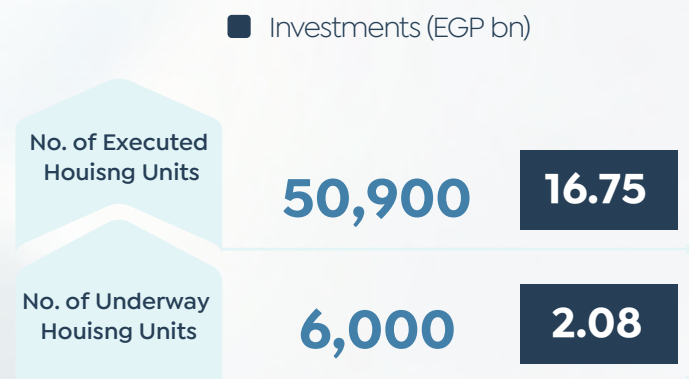 Investments (EGP bn)
No. of Executed
Houisng Units
50,900
16.75
No. of Underway
Houisng Units
6,000
2.08